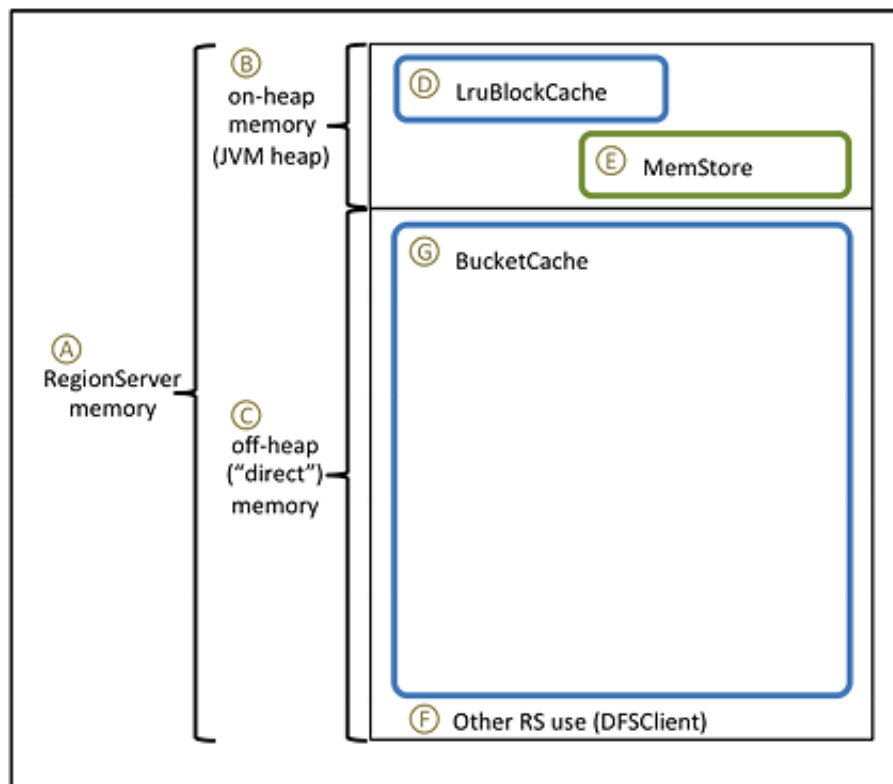 Ⓑ
on-heap
memory
(JVM heap)
Ⓓ LruBlockCache
Ⓔ MemStore
Ⓐ
RegionServer
memory
Ⓒ
off-heap
(“direct”)
memory
Ⓖ BucketCache
Ⓕ Other RS use (DFSClient)